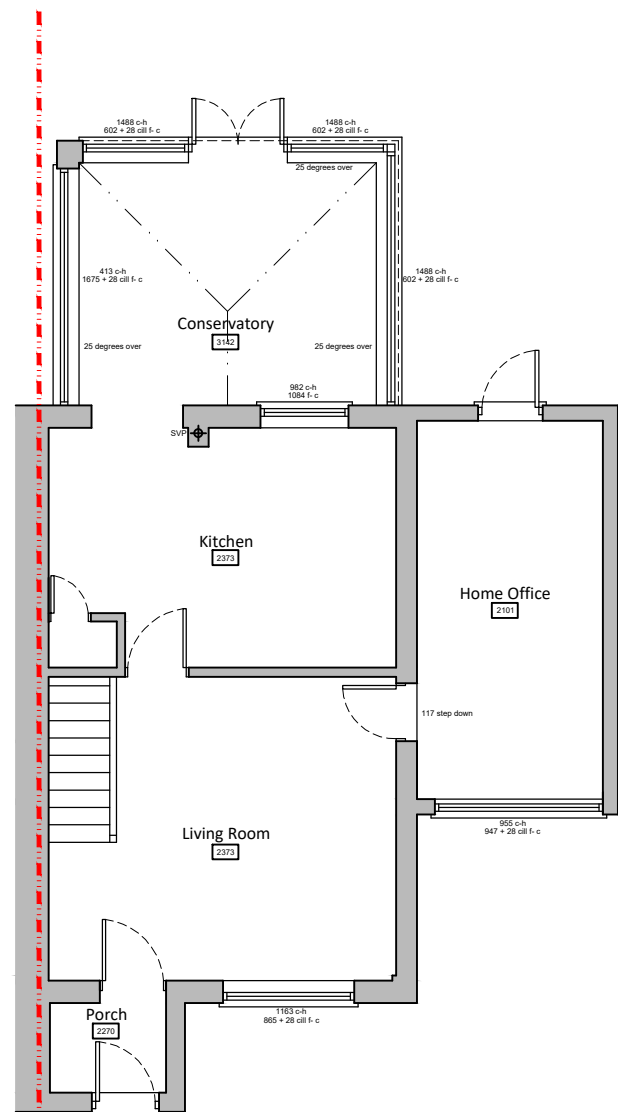 1488 c-h
602 + 28 cill f- c
1488 c-h
602 + 28 cill f- c
25 degrees over
413 c-h
1675 + 28 cill f- c
1488 c-h
602 + 28 cill f- c
Conservatory
3142
25 degrees over
25 degrees over
982 c-h
1084 f- c
SVP
Kitchen
2373
Home Office
2101
117 step down
Living Room
2373
955 c-h
947 + 28 cill f- c
Porch
2270
1163 c-h
865 + 28 cill f- c